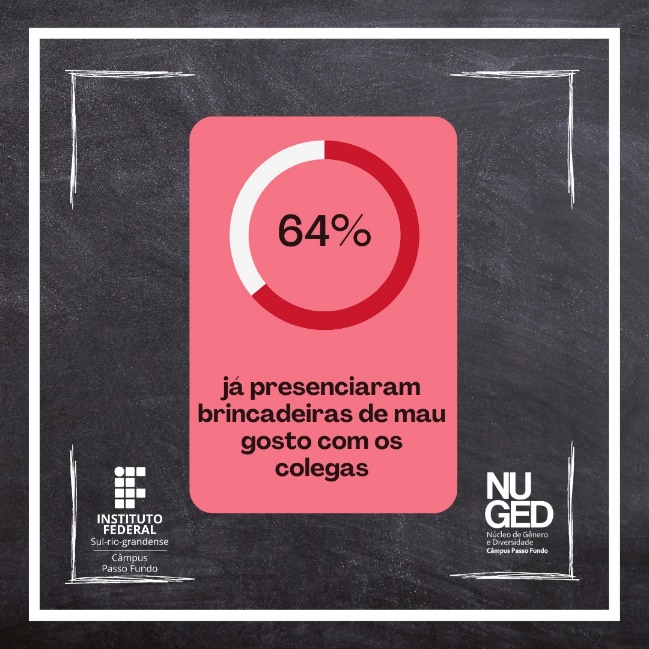 64%
já presenciaram
brincadeiras de mau
gosto com os
colegas
INSTITUTO
FEDERAL
Sul-rio-grandense
Câmpus
Passo Fundo
NU
GED
Núcleo de Gênero
e Diversidade
Câmpus Passo Fundo